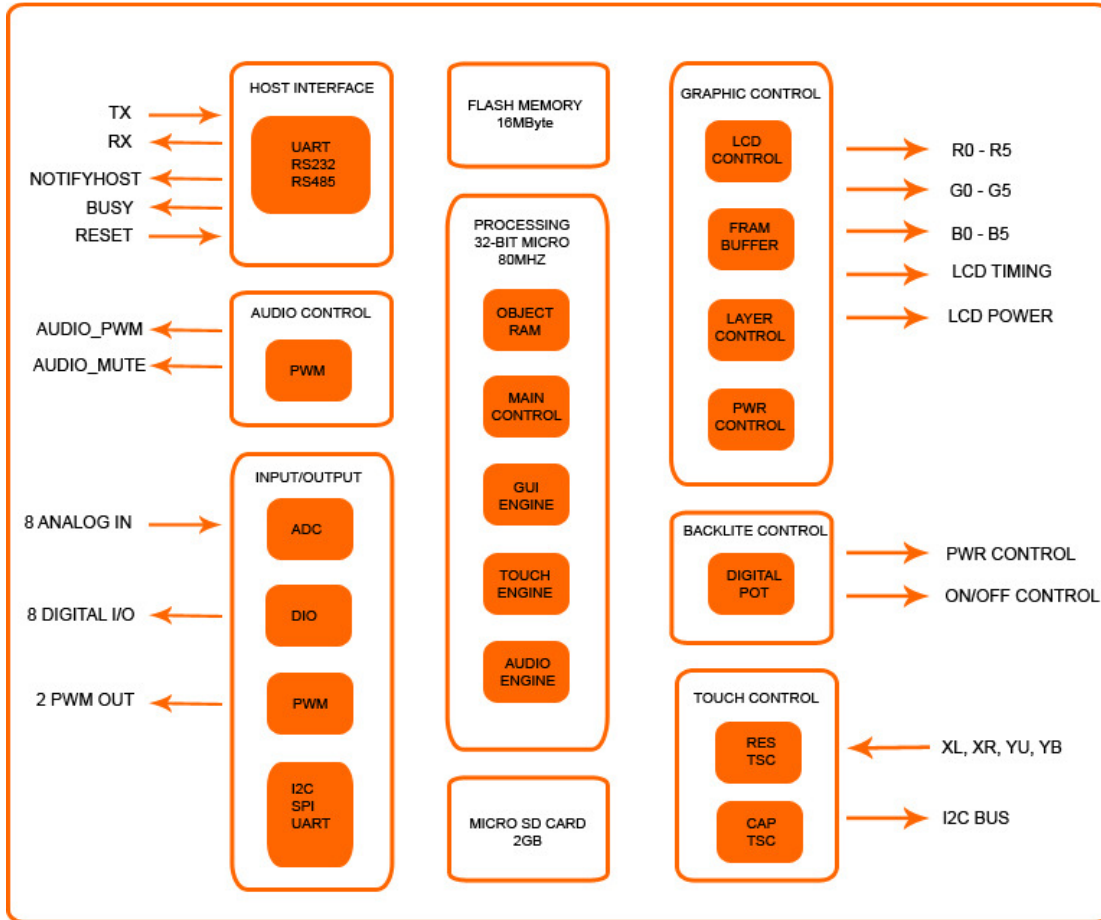 HOST INTERFACE
UART
RS232
RS485
TX
RX
NOTIFYHOST
BUSY
RESET
AUDIO CONTROL
PWM
AUDIO_PWM
AUDIO_MUTE
INPUT/OUTPUT
ADC
DIO
PWM
I2C
SPI
UART
8 ANALOG IN
8 DIGITAL I/O
2 PWM OUT
FLASH MEMORY
16MByte
PROCESSING
32-BIT MICRO
80MHZ
OBJECT
RAM
MAIN
CONTROL
GUI
ENGINE
TOUCH
ENGINE
AUDIO
ENGINE
MICRO SD CARD
2GB
GRAPHIC CONTROL
LCD
CONTROL
FRAM
BUFFER
LAYER
CONTROL
PWR
CONTROL
R0 - R5
G0 - G5
B0 - B5
LCD TIMING
LCD POWER
BACKLITE CONTROL
DIGITAL
POT
PWR CONTROL
ON/OFF CONTROL
TOUCH CONTROL
RES
TSC
CAP
TSC
XL, XR, YU, YB
I2C BUS